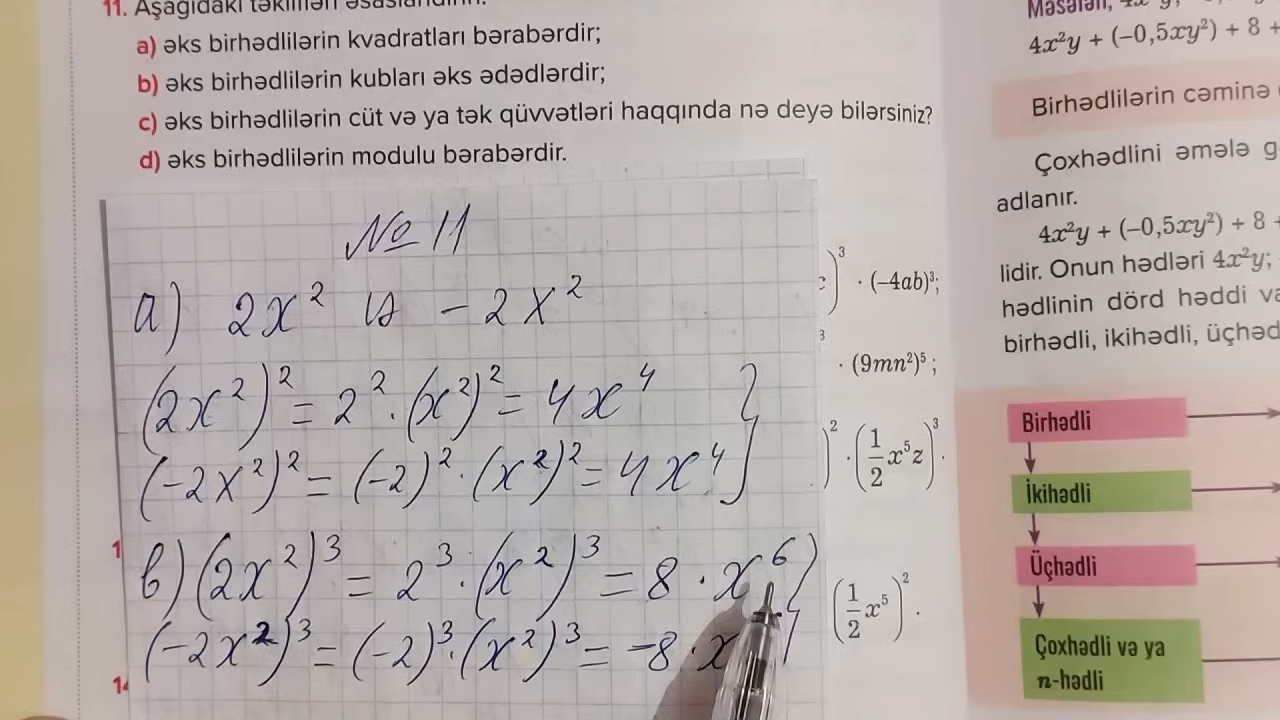 11. Aşağıdakı təklifləri əsaslandırın.
a) əks birhədlilərin kvadratları bərabərdir;
b) əks birhədlilərin kubları əks ədədlərdir;
c) əks birhədlilərin cüt və ya tək qüvvətləri haqqında nə deyə bilərsiniz?
d) əks birhədlilərin modulu bərabərdir.
№ 11
a) 2x² və −2x²
(2x²)² = 2² · (x²)² = 4x⁴
(−2x²)² = (−2)² · (x²)² = 4x⁴
b) (2x²)³ = 2³ · (x²)³ = 8 · x⁶
(−2x²)³ = (−2)³ · (x²)³ = −8 · x
)³ · (−4ab)³;
³ · (9mn²)⁵ ;
)² · (1/2 x⁵z)³ ·
(1/2 x⁵)² ·
Məsələn,
4x²y + (−0,5xy²) + 8 +
Birhədlilərin cəminə
Çoxhədlini əmələ g
adlanır.
4x²y + (−0,5xy²) + 8 +
lidir. Onun hədləri 4x²y;
hədlinin dörd həddi va
birhədli, ikihədli, üçhəd
Birhədli
İkihədli
Üçhədli
Çoxhədli və ya
n-hədli